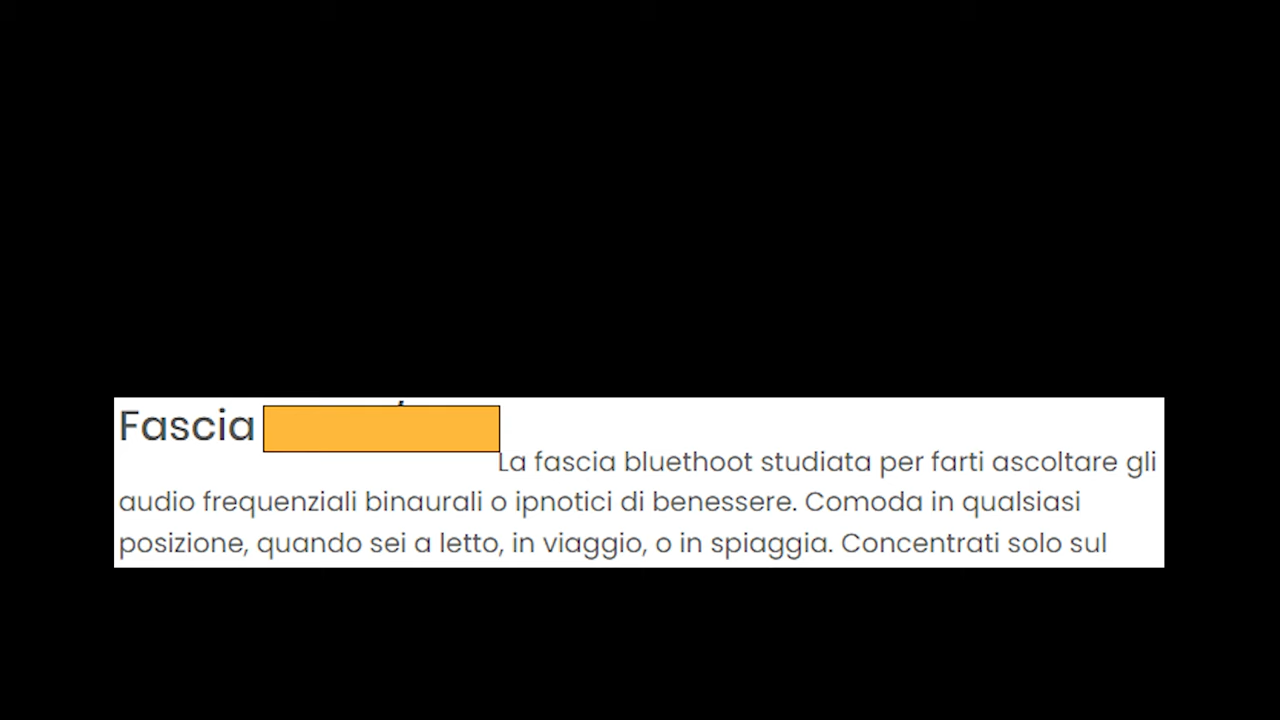 Fascia
La fascia bluethoot studiata per farti ascoltare gli
audio frequenziali binaurali o ipnotici di benessere. Comoda in qualsiasi
posizione, quando sei a letto, in viaggio, o in spiaggia. Concentrati solo sul